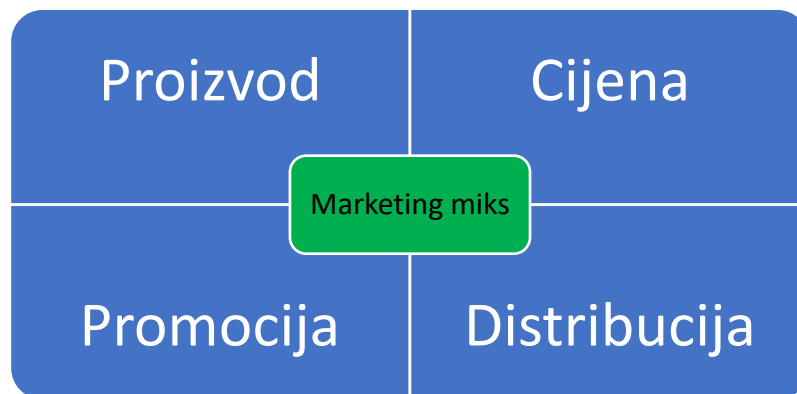 Proizvod
Cijena
Marketing miks
Promocija
Distribucija